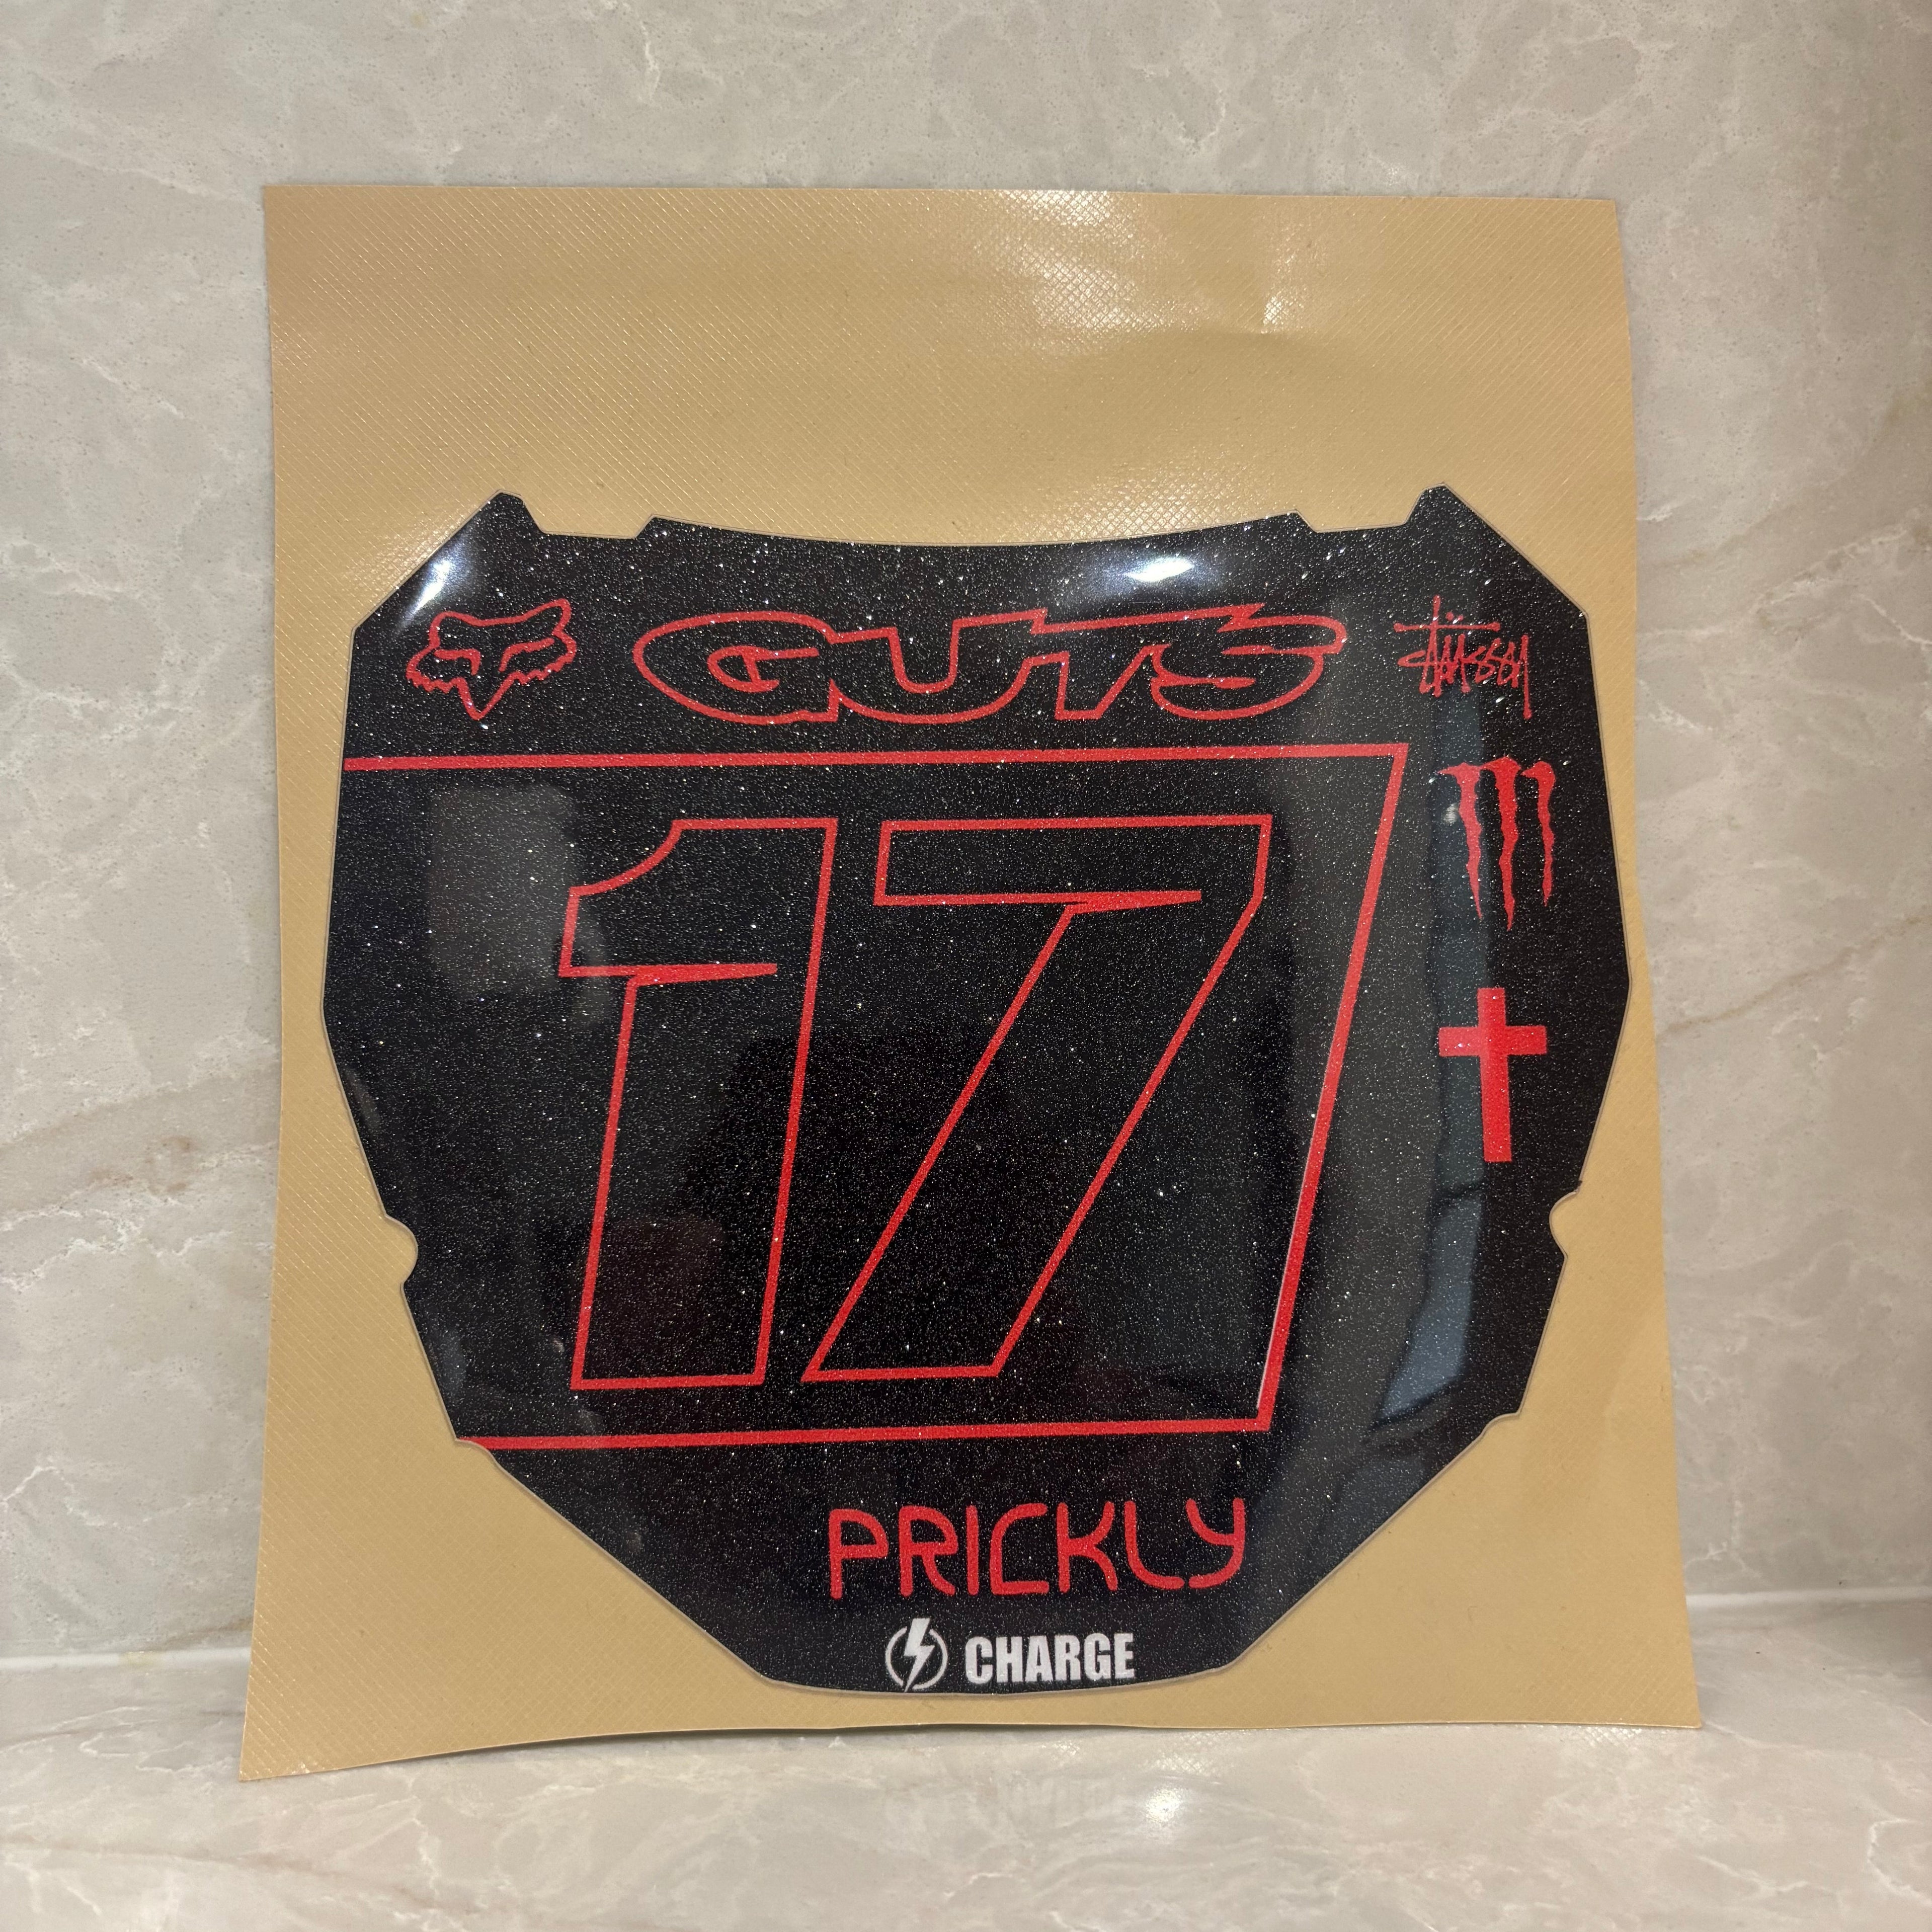 GUTS
Stüssy
17
PRICKLY
CHARGE